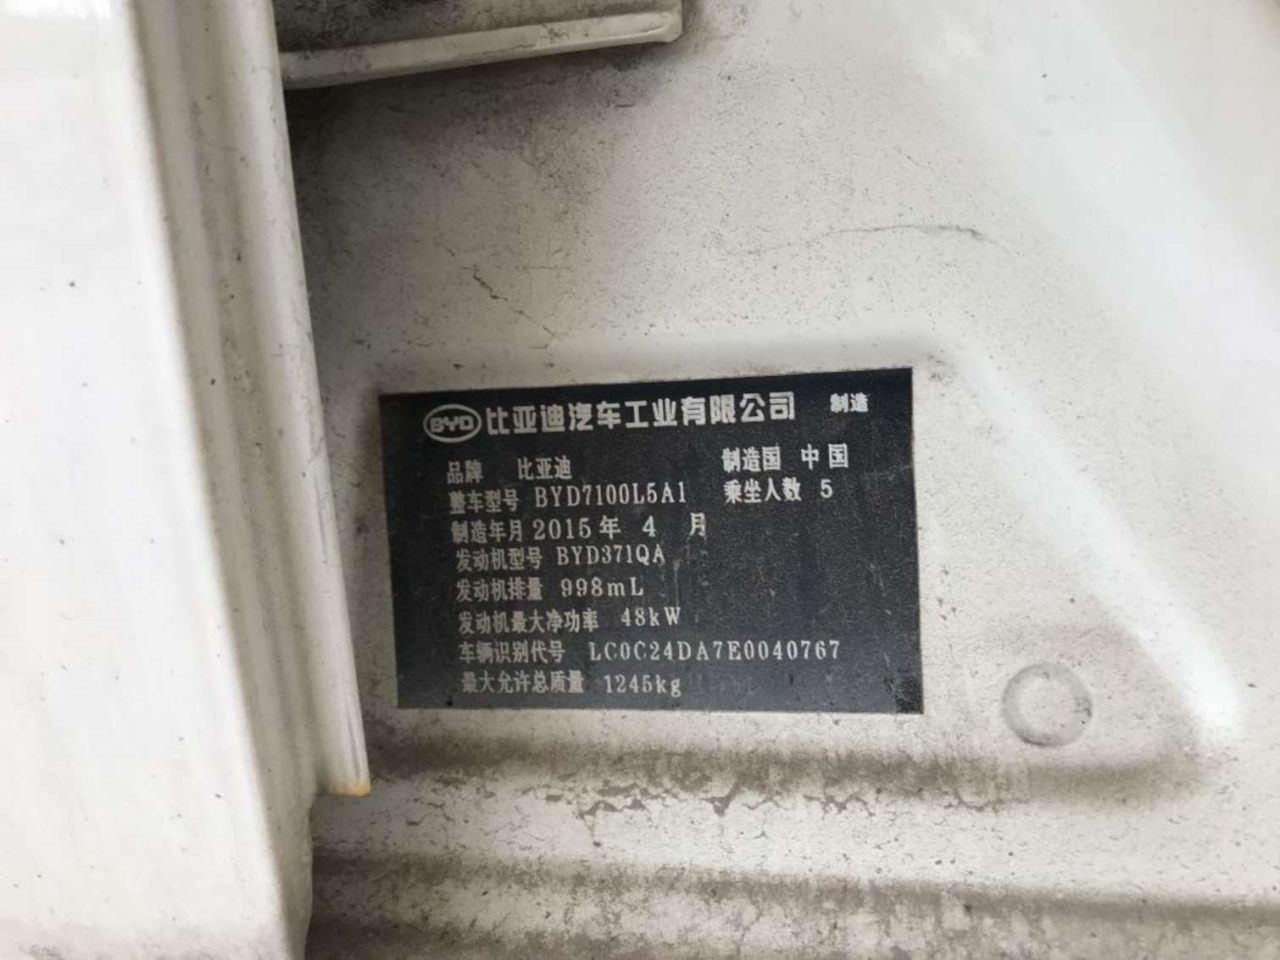 BYD 比亚迪汽车工业有限公司 制造
品牌 比亚迪 制造国 中国
整车型号 BYD7100L5A1 乘坐人数 5
制造年月 2015 年 4 月
发动机型号 BYD371QA
发动机排量 998mL
发动机最大净功率 48kW
车辆识别代号 LC0C24DA7E0040767
最大允许总质量 1245kg